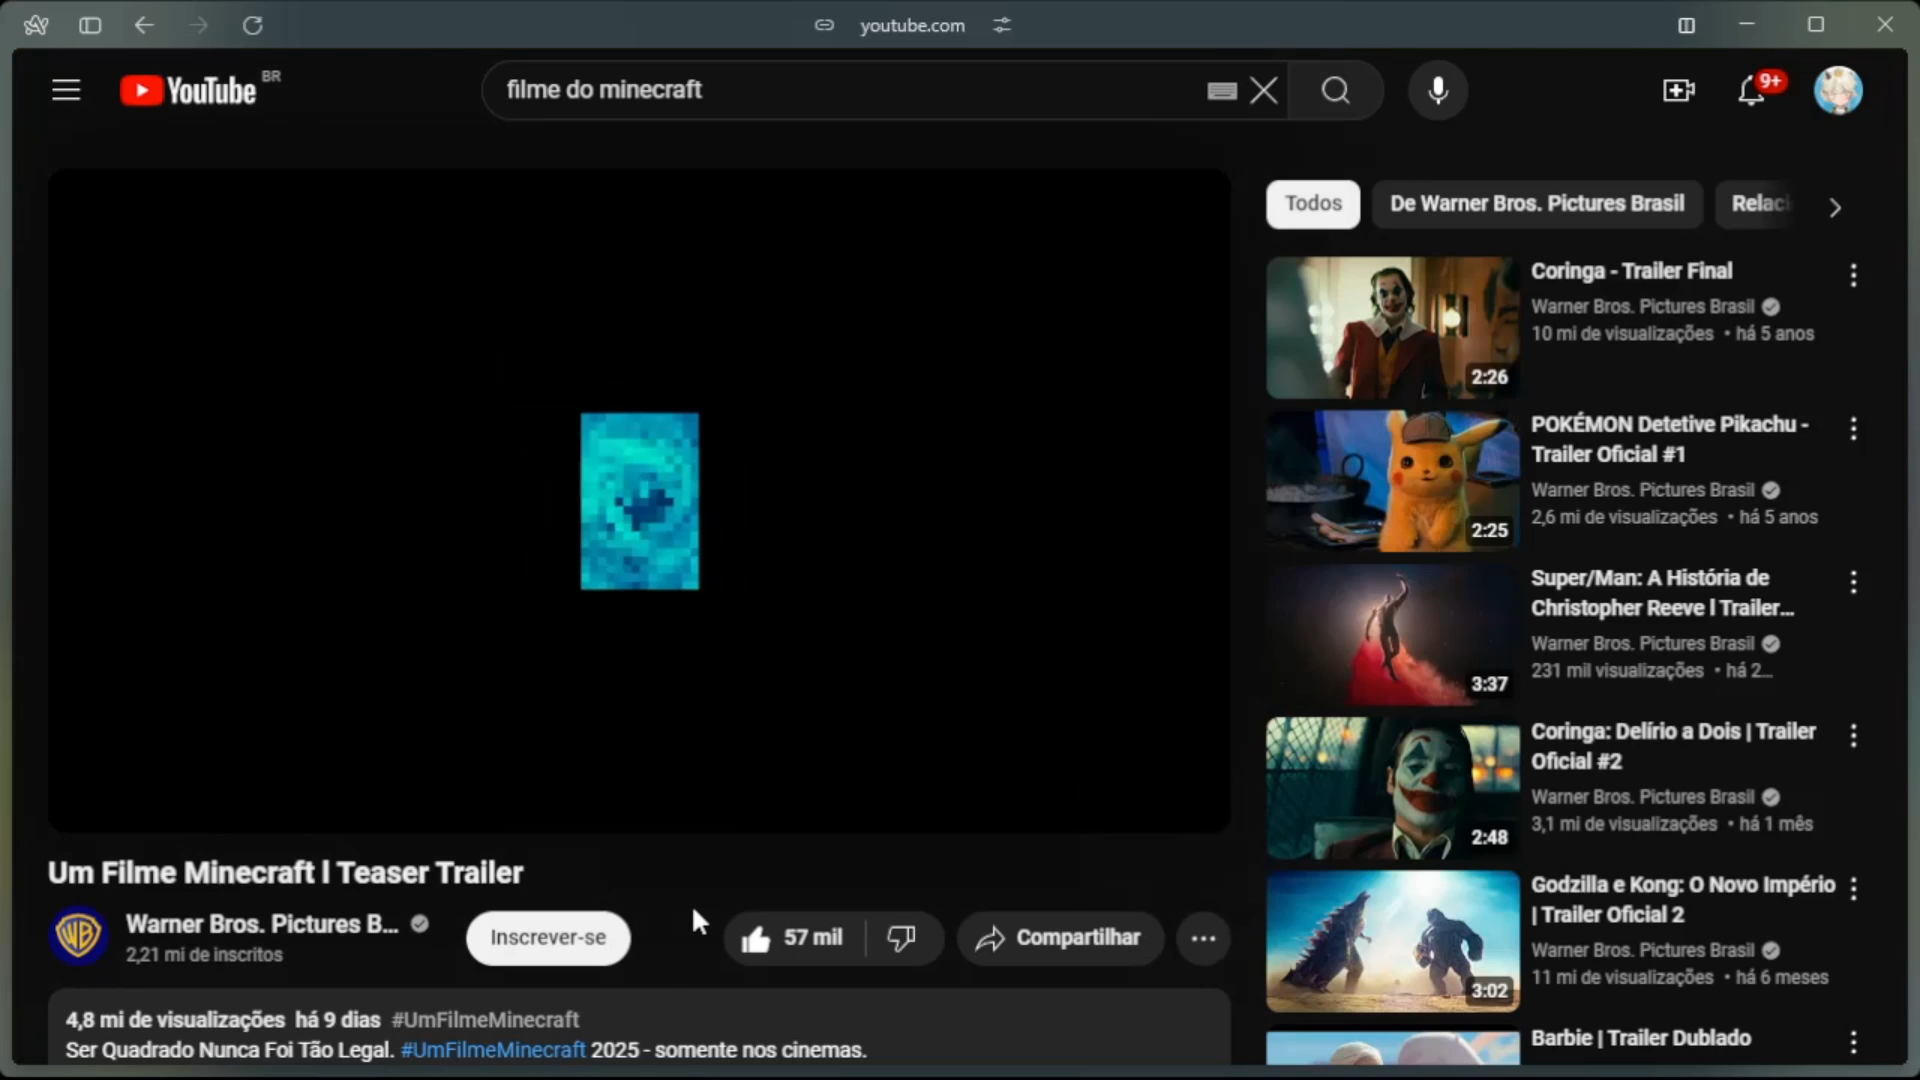 youtube.com
YouTube BR
filme do minecraft
9+
Todos
De Warner Bros. Pictures Brasil
Relaci
Coringa - Trailer Final
Warner Bros. Pictures Brasil
10 mi de visualizações • há 5 anos
2:26
POKÉMON Detetive Pikachu -
Trailer Oficial #1
Warner Bros. Pictures Brasil
2,6 mi de visualizações • há 5 anos
2:25
Super/Man: A História de
Christopher Reeve l Trailer...
Warner Bros. Pictures Brasil
231 mil visualizações • há 2...
3:37
Coringa: Delírio a Dois | Trailer
Oficial #2
Warner Bros. Pictures Brasil
3,1 mi de visualizações • há 1 mês
2:48
Godzilla e Kong: O Novo Império
| Trailer Oficial 2
Warner Bros. Pictures Brasil
11 mi de visualizações • há 6 meses
3:02
Barbie | Trailer Dublado
Um Filme Minecraft l Teaser Trailer
WB
Warner Bros. Pictures B...
2,21 mi de inscritos
Inscrever-se
57 mil
Compartilhar
4,8 mi de visualizações há 9 dias #UmFilmeMinecraft
Ser Quadrado Nunca Foi Tão Legal. #UmFilmeMinecraft 2025 - somente nos cinemas.